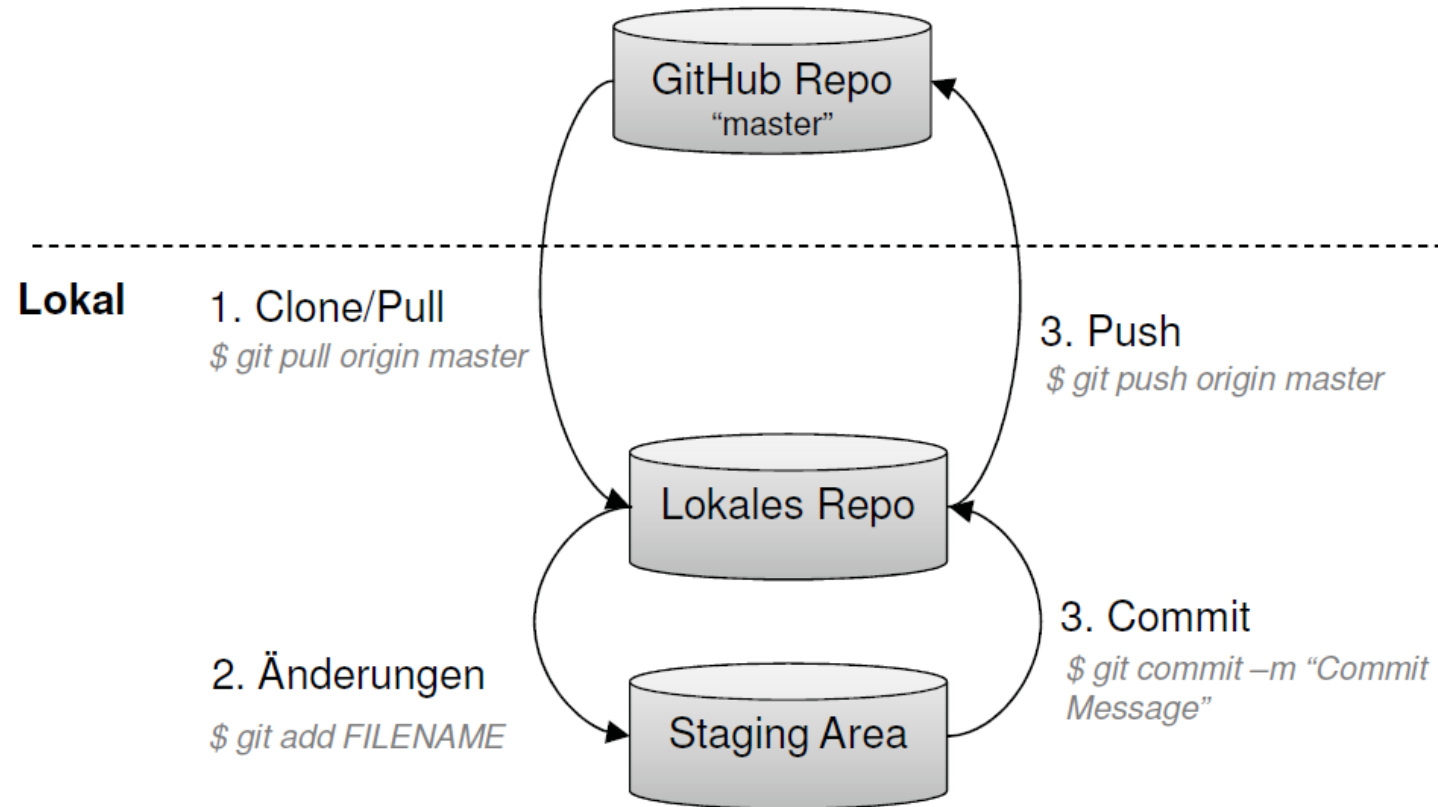 GitHub Repo
“master”
Lokal
1. Clone/Pull
$ git pull origin master
3. Push
$ git push origin master
Lokales Repo
2. Änderungen
$ git add FILENAME
Staging Area
3. Commit
$ git commit –m “Commit
Message”